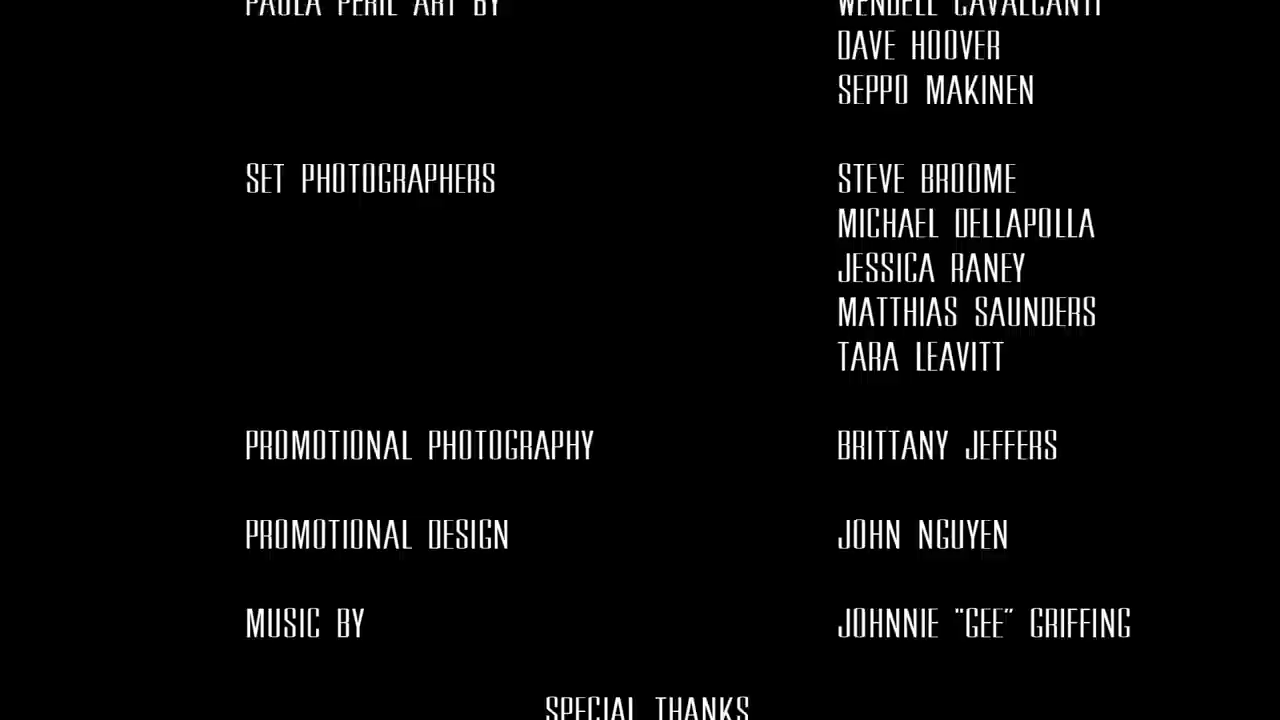 PAULA PERIL ART BY WENDELL CAVALCANTI
DAVE HOOVER
SEPPO MAKINEN
SET PHOTOGRAPHERS STEVE BROOME
MICHAEL DELLAPOLLA
JESSICA RANEY
MATTHIAS SAUNDERS
TARA LEAVITT
PROMOTIONAL PHOTOGRAPHY BRITTANY JEFFERS
PROMOTIONAL DESIGN JOHN NGUYEN
MUSIC BY JOHNNIE "GEE" GRIFFING
SPECIAL THANKS